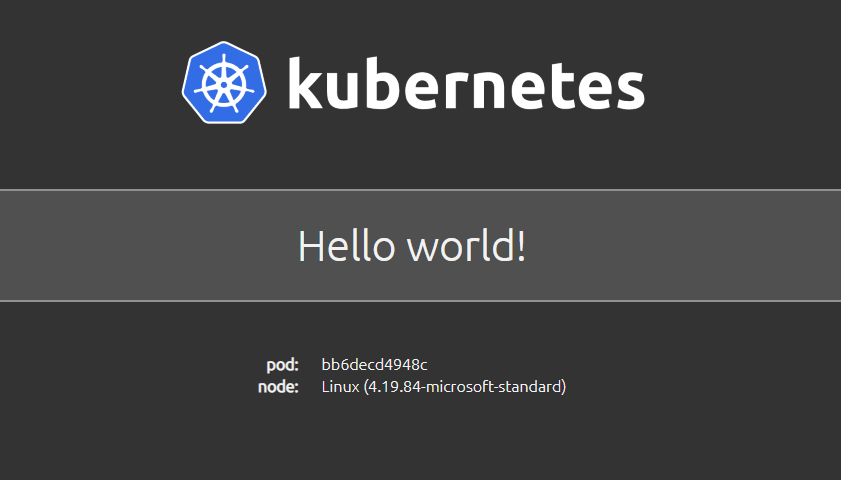 kubernetes
Hello world!
pod: bb6decd4948c
node: Linux (4.19.84-microsoft-standard)